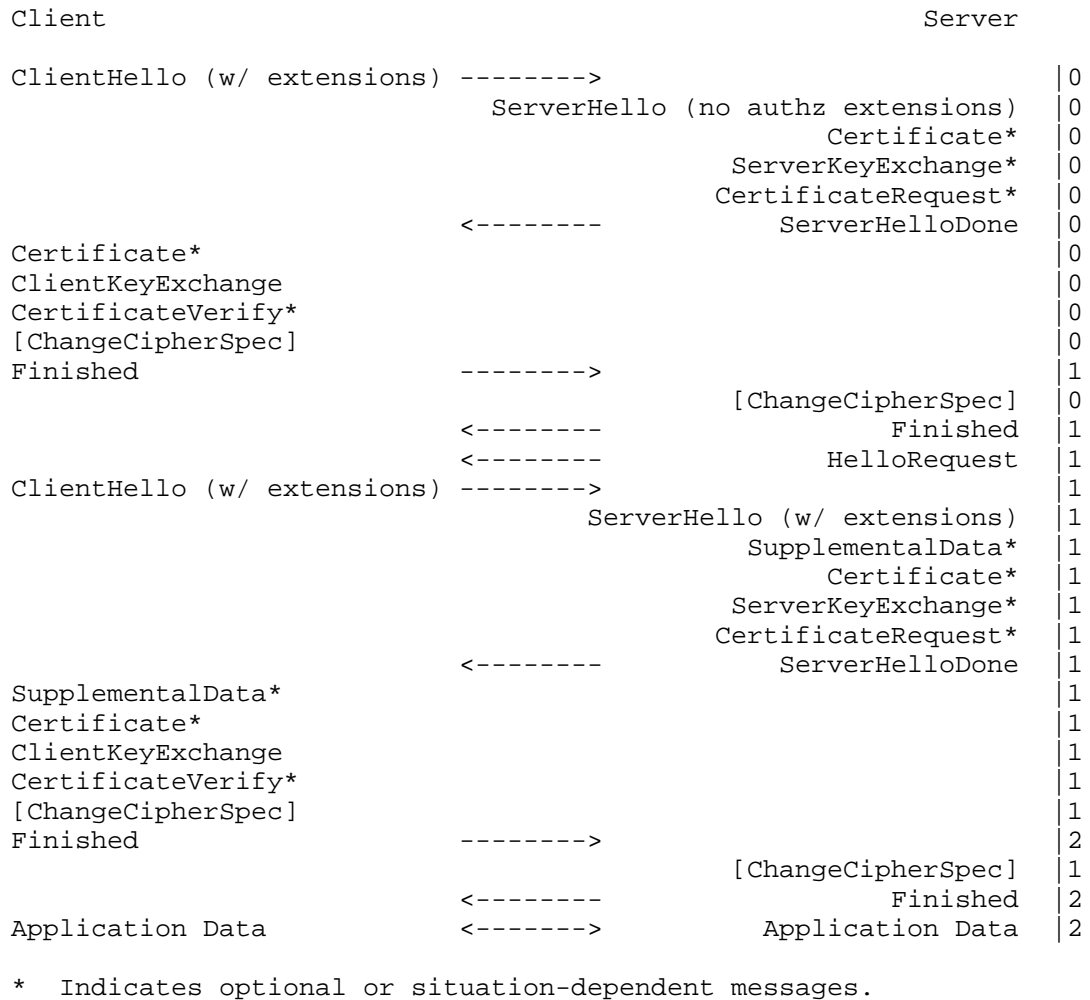 Client                                                   Server

ClientHello (w/ extensions) -------->                             |0
                              ServerHello (no authz extensions)  |0
                                                   Certificate*  |0
                                             ServerKeyExchange*  |0
                                            CertificateRequest*  |0
                            <--------           ServerHelloDone  |0
Certificate*                                                     |0
ClientKeyExchange                                                |0
CertificateVerify*                                               |0
[ChangeCipherSpec]                                               |0
Finished                    -------->                            |1
                                             [ChangeCipherSpec]  |0
                            <--------                  Finished  |1
                            <--------              HelloRequest  |1
ClientHello (w/ extensions) -------->                            |1
                                    ServerHello (w/ extensions)  |1
                                              SupplementalData*  |1
                                                   Certificate*  |1
                                             ServerKeyExchange*  |1
                                            CertificateRequest*  |1
                            <--------           ServerHelloDone  |1
SupplementalData*                                                |1
Certificate*                                                     |1
ClientKeyExchange                                                |1
CertificateVerify*                                               |1
[ChangeCipherSpec]                                               |1
Finished                    -------->                            |2
                                             [ChangeCipherSpec]  |1
                            <--------                  Finished  |2
Application Data            <------->          Application Data  |2

*  Indicates optional or situation-dependent messages.